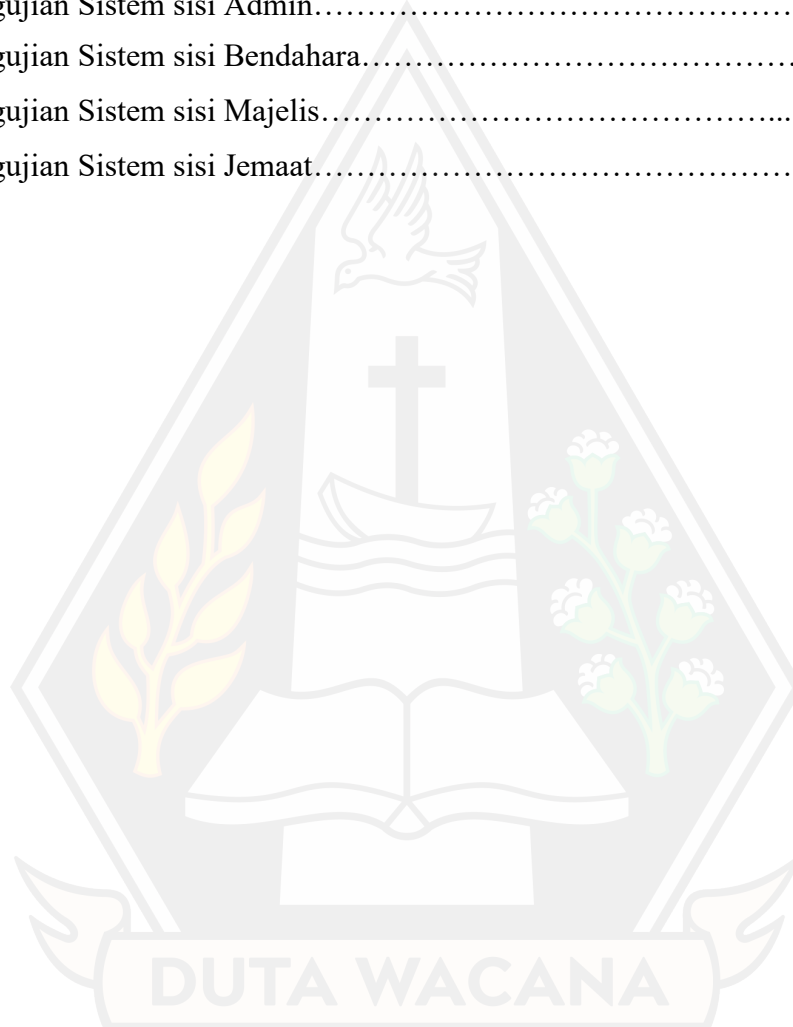 gujian Sistem sisi Admin………………………………………
gujian Sistem sisi Bendahara……………………………………
gujian Sistem sisi Majelis……………………………………...
gujian Sistem sisi Jemaat………………………………………
DUTA WACANA